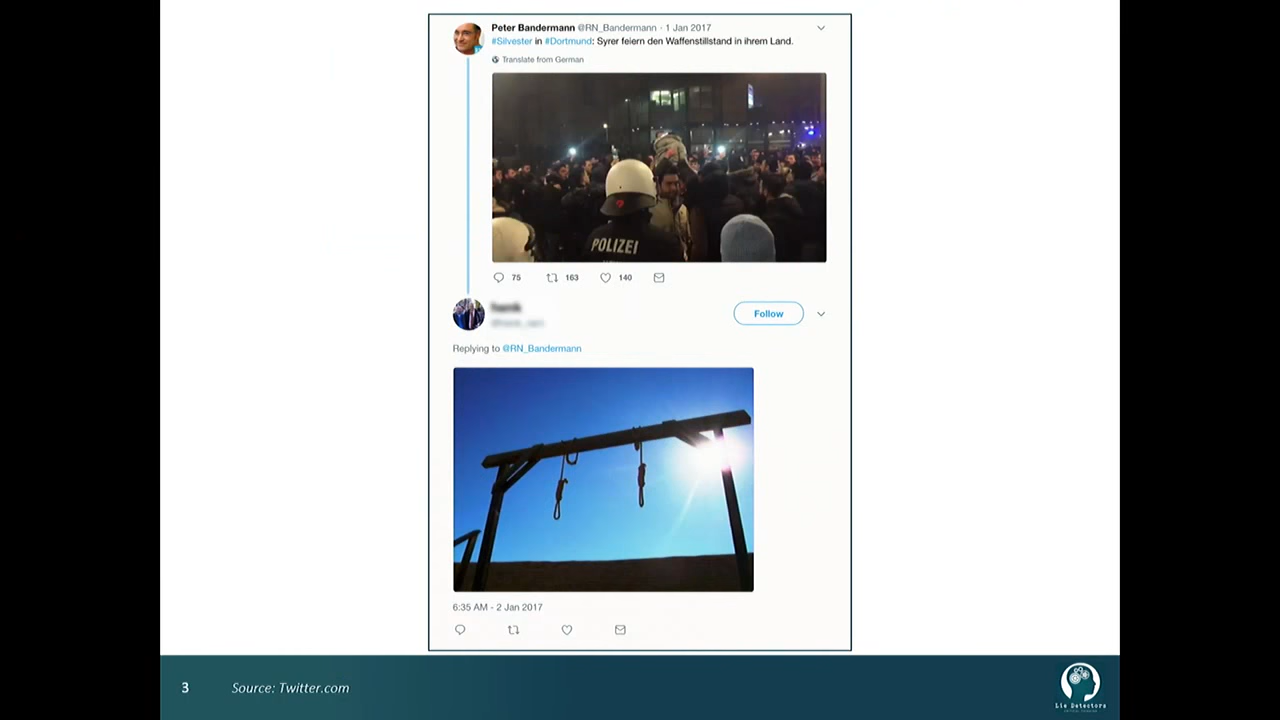 Peter Bandermann @RN_Bandermann · 1 Jan 2017
#Silvester in #Dortmund: Syrer feiern den Waffenstillstand in ihrem Land.
Translate from German
POLIZEI
75 163 140
Follow
Replying to @RN_Bandermann
6:35 AM - 2 Jan 2017
3 Source: Twitter.com
Lie Detectors